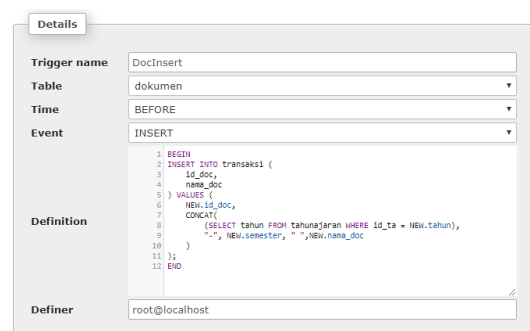 Details
Trigger name DocInsert
Table dokumen
Time BEFORE
Event INSERT
Definition
1 BEGIN
2 INSERT INTO transaksi (
3 id_doc,
4 nama_doc
5 ) VALUES (
6 NEW.id_doc,
7 CONCAT(
8 (SELECT tahun FROM tahunajaran WHERE id_ta = NEW.tahun),
9 "-", NEW.semester, " ",NEW.nama_doc
10 )
11 );
12 END
Definer root@localhost